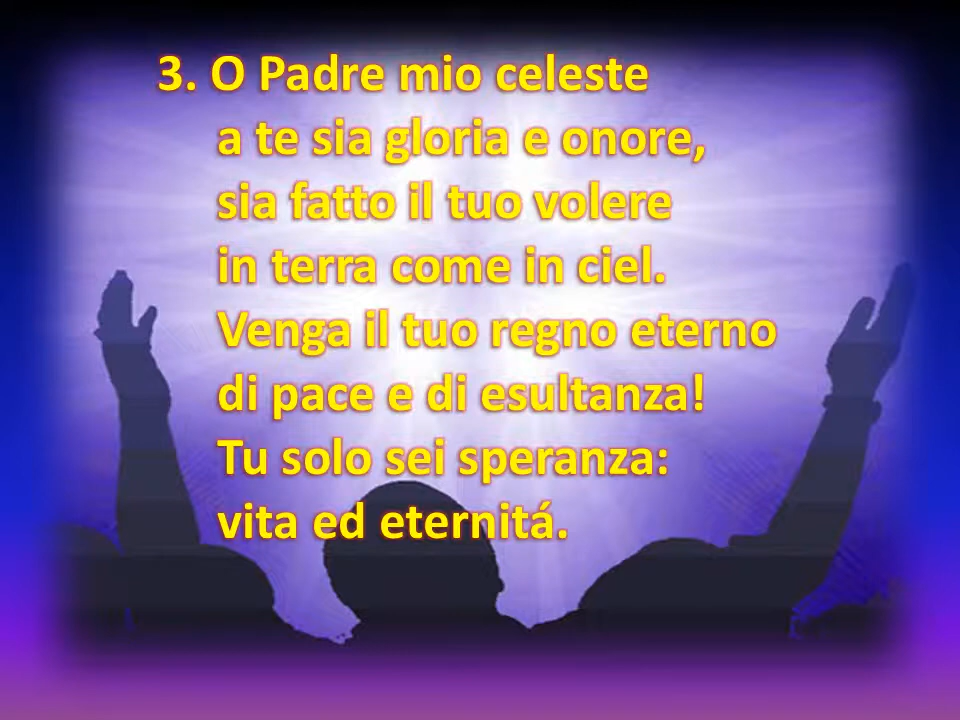 3. O Padre mio celeste
a te sia gloria e onore,
sia fatto il tuo volere
in terra come in ciel.
Venga il tuo regno eterno
di pace e di esultanza!
Tu solo sei speranza:
vita ed eternitá.